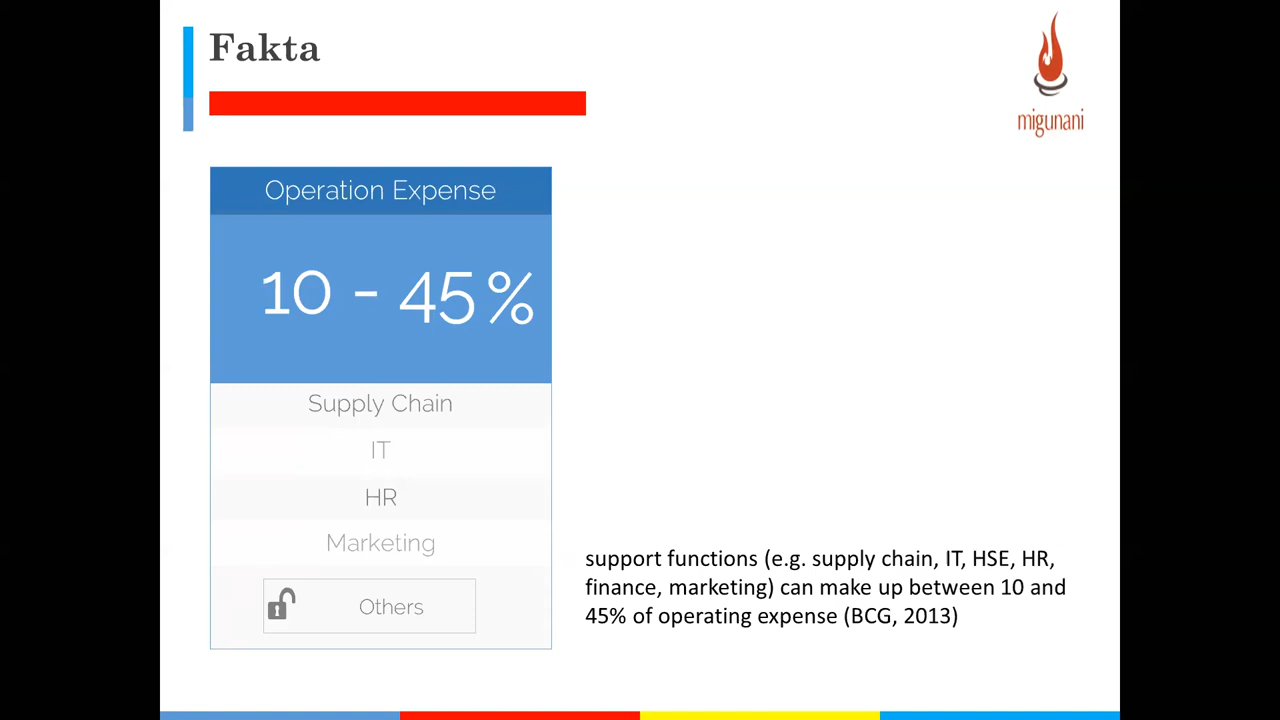 Fakta
migunani
Operation Expense
10 - 45%
Supply Chain
IT
HR
Marketing
Others
support functions (e.g. supply chain, IT, HSE, HR,
finance, marketing) can make up between 10 and
45% of operating expense (BCG, 2013)